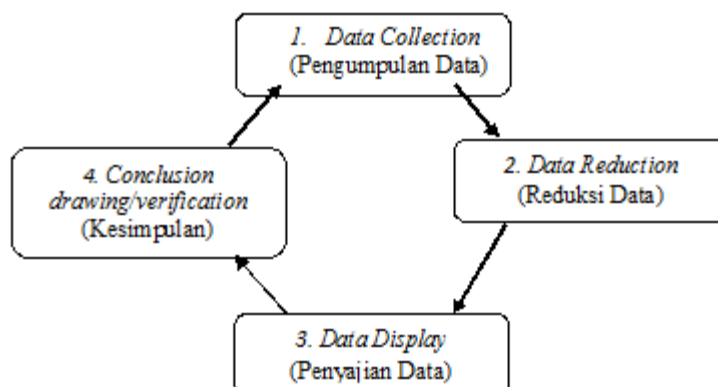 1. Data Collection
(Pengumpulan Data)
2. Data Reduction
(Reduksi Data)
3. Data Display
(Penyajian Data)
4. Conclusion
drawing/verification
(Kesimpulan)